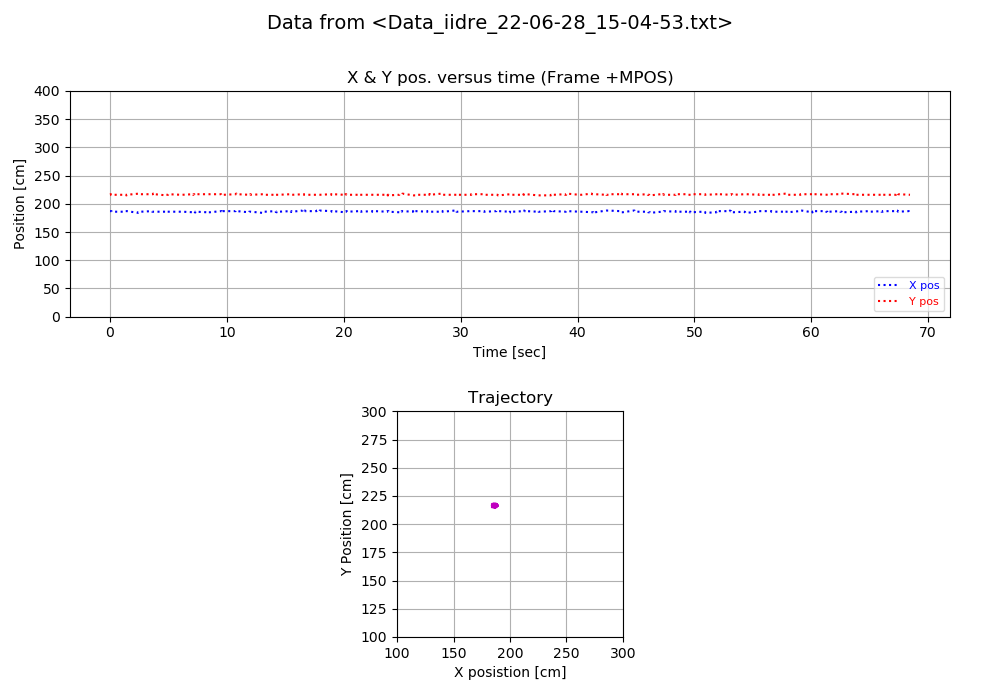 Data from <Data_iidre_22-06-28_15-04-53.txt>
X & Y pos. versus time (Frame +MPOS)
400
350
300
250
200
150
100
50
0
Position [cm]
X pos
Y pos
0 10 20 30 40 50 60 70
Time [sec]
Trajectory
300
275
250
225
200
175
150
125
100
Y Position [cm]
100 150 200 250 300
X posistion [cm]